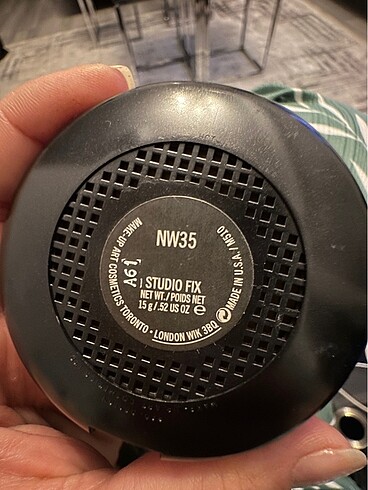 NW35
A61
STUDIO FIX
NET WT. / POIDS NET
15 g / .52 US OZ e
MAKE-UP ART COSMETICS TORONTO - LONDON WIK 3BQ
MADE IN U.S.A. / M510